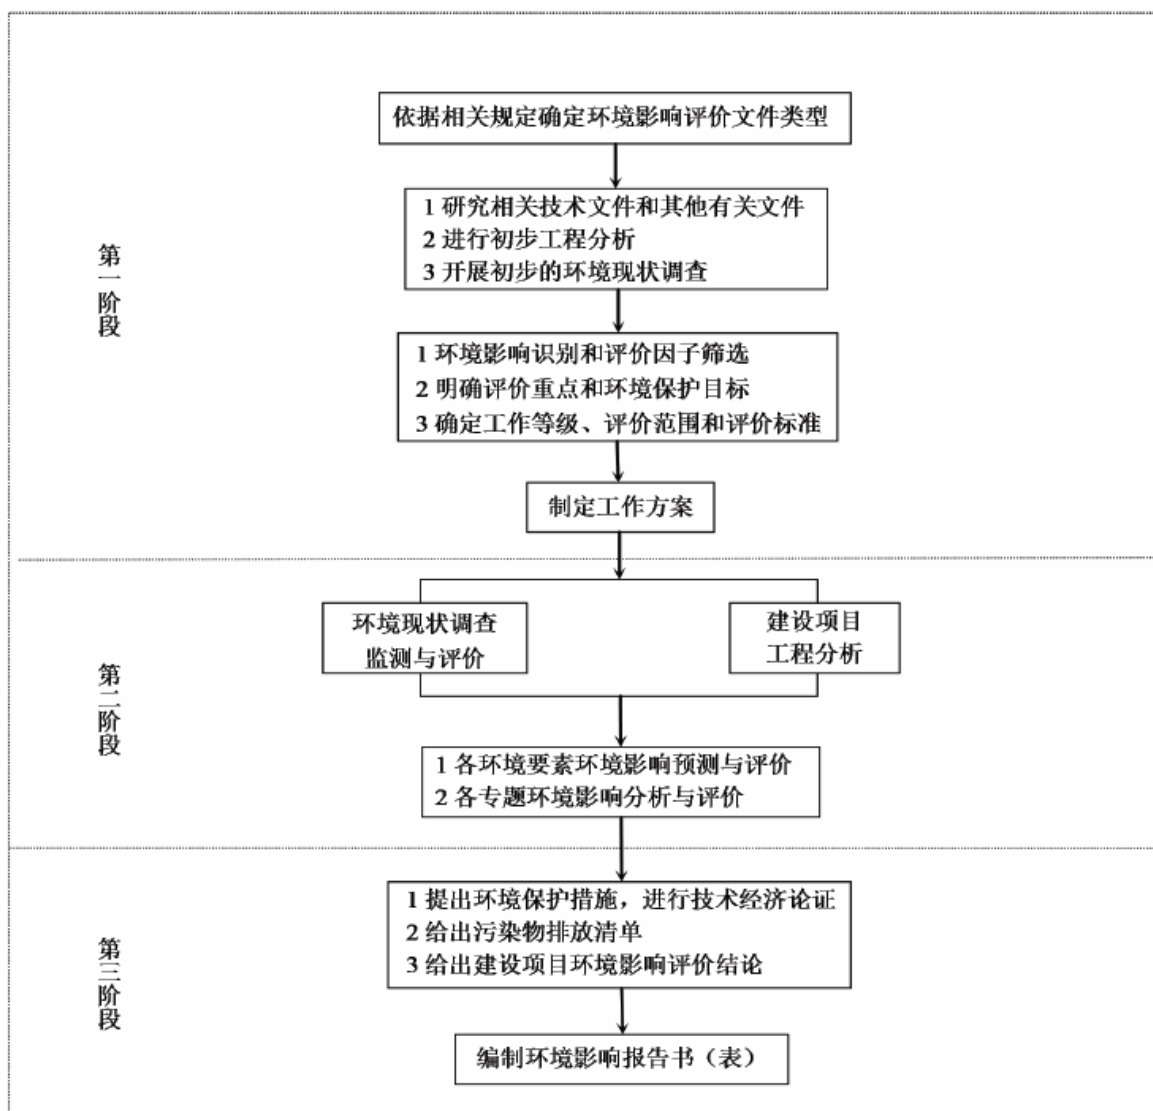 依据相关规定确定环境影响评价文件类型
1 研究相关技术文件和其他有关文件
2 进行初步工程分析
3 开展初步的环境现状调查
第一阶段
1 环境影响识别和评价因子筛选
2 明确评价重点和环境保护目标
3 确定工作等级、评价范围和评价标准
制定工作方案
环境现状调查
监测与评价
建设项目
工程分析
第二阶段
1 各环境要素环境影响预测与评价
2 各专题环境影响分析与评价
1 提出环境保护措施，进行技术经济论证
2 给出污染物排放清单
3 给出建设项目环境影响评价结论
第三阶段
编制环境影响报告书（表）